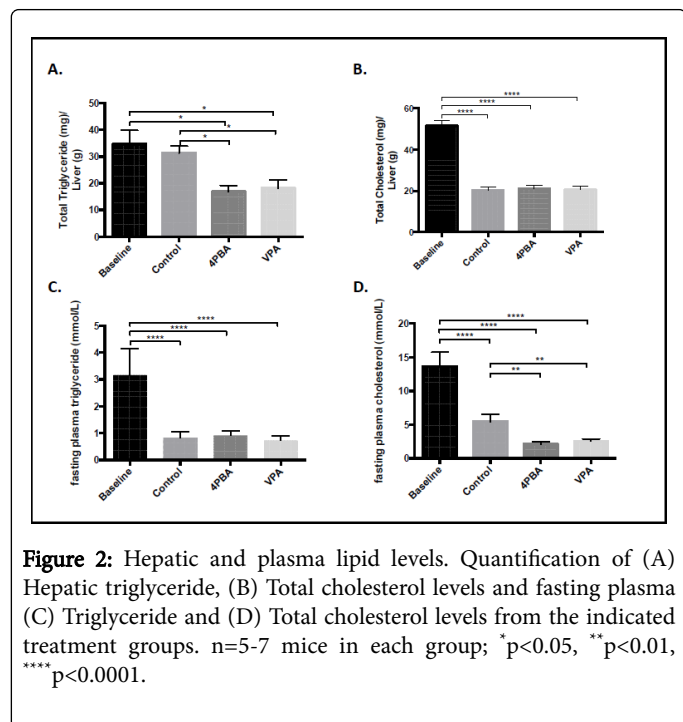 A.
B.
Total Triglyceride (mg)/
Liver (g)
50
40
30
20
10
0
*
*
*
*
Baseline
Control
4PBA
VPA
Total Cholesterol (mg)/
Liver (g)
60
40
20
0
****
****
****
Baseline
Control
4PBA
VPA
C.
D.
fasting plasma triglyceride (mmol/L)
5
4
3
2
1
0
****
****
****
Baseline
Control
4PBA
VPA
fasting plasma cholesterol (mmol/L)
20
15
10
5
0
****
****
****
**
**
Baseline
Control
4PBA
VPA
Figure 2: Hepatic and plasma lipid levels. Quantification of (A)
Hepatic triglyceride, (B) Total cholesterol levels and fasting plasma
(C) Triglyceride and (D) Total cholesterol levels from the indicated
treatment groups. n=5-7 mice in each group; *p<0.05, **p<0.01,
****p<0.0001.